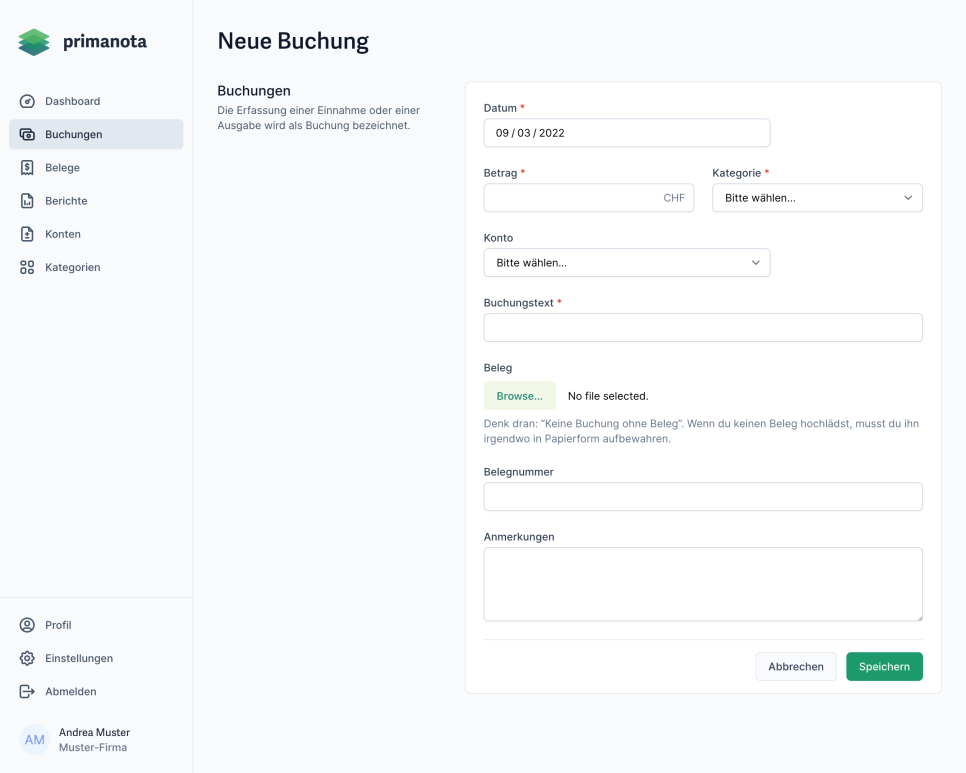 primanota
Dashboard
Buchungen
Belege
Berichte
Konten
Kategorien
Profil
Einstellungen
Abmelden
AM
Andrea Muster
Muster-Firma
Neue Buchung
Buchungen
Die Erfassung einer Einnahme oder einer
Ausgabe wird als Buchung bezeichnet.
Datum *
09 / 03 / 2022
Betrag *
CHF
Kategorie *
Bitte wählen...
Konto
Bitte wählen...
Buchungstext *
Beleg
Browse... No file selected.
Denk dran: “Keine Buchung ohne Beleg”. Wenn du keinen Beleg hochlädst, musst du ihn
irgendwo in Papierform aufbewahren.
Belegnummer
Anmerkungen
Abbrechen Speichern